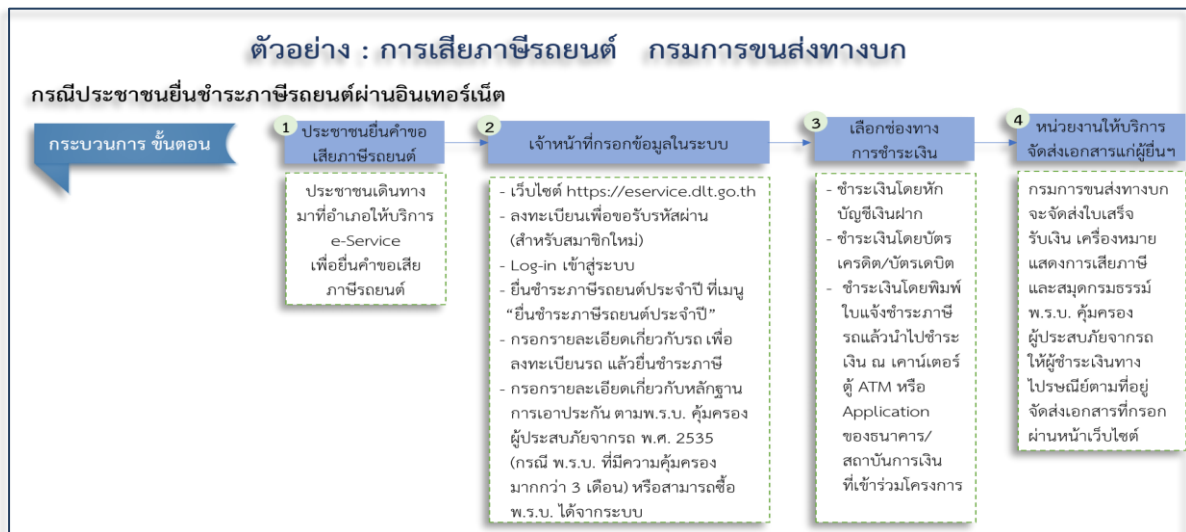 ตัวอย่าง : การเสียภาษีรถยนต์ กรมการขนส่งทางบก
กรณีประชาชนยื่นชำระภาษีรถยนต์ผ่านอินเทอร์เน็ต
กระบวนการ ขั้นตอน
1
ประชาชนยื่นคำขอ
เสียภาษีรถยนต์
ประชาชนเดินทาง
มาที่อำเภอให้บริการ
e-Service
เพื่อยื่นคำขอเสีย
ภาษีรถยนต์
2
เจ้าหน้าที่กรอกข้อมูลในระบบ
- เว็บไซต์ https://eservice.dlt.go.th
- ลงทะเบียนเพื่อขอรับรหัสผ่าน
(สำหรับสมาชิกใหม่)
- Log-in เข้าสู่ระบบ
- ยื่นชำระภาษีรถยนต์ประจำปี ที่เมนู
“ยื่นชำระภาษีรถยนต์ประจำปี”
- กรอกรายละเอียดเกี่ยวกับรถ เพื่อ
ลงทะเบียนรถ แล้วยื่นชำระภาษี
- กรอกรายละเอียดเกี่ยวกับหลักฐาน
การเอาประกัน ตามพ.ร.บ. คุ้มครอง
ผู้ประสบภัยจากรถ พ.ศ. 2535
(กรณี พ.ร.บ. ที่มีความคุ้มครอง
มากกว่า 3 เดือน) หรือสามารถซื้อ
พ.ร.บ. ได้จากระบบ
3
เลือกช่องทาง
การชำระเงิน
- ชำระเงินโดยหัก
บัญชีเงินฝาก
- ชำระเงินโดยบัตร
เครดิต/บัตรเดบิต
- ชำระเงินโดยพิมพ์
ใบแจ้งชำระภาษี
รถแล้วนำไปชำระ
เงิน ณ เคาน์เตอร์
ตู้ ATM หรือ
Application
ของธนาคาร/
สถาบันการเงิน
ที่เข้าร่วมโครงการ
4
หน่วยงานให้บริการ
จัดส่งเอกสารแก่ผู้ยื่นฯ
กรมการขนส่งทางบก
จะจัดส่งใบเสร็จ
รับเงิน เครื่องหมาย
แสดงการเสียภาษี
และสมุดกรมธรรม์
พ.ร.บ. คุ้มครอง
ผู้ประสบภัยจากรถ
ให้ผู้ชำระเงินทาง
ไปรษณีย์ตามที่อยู่
จัดส่งเอกสารที่กรอก
ผ่านหน้าเว็บไซต์